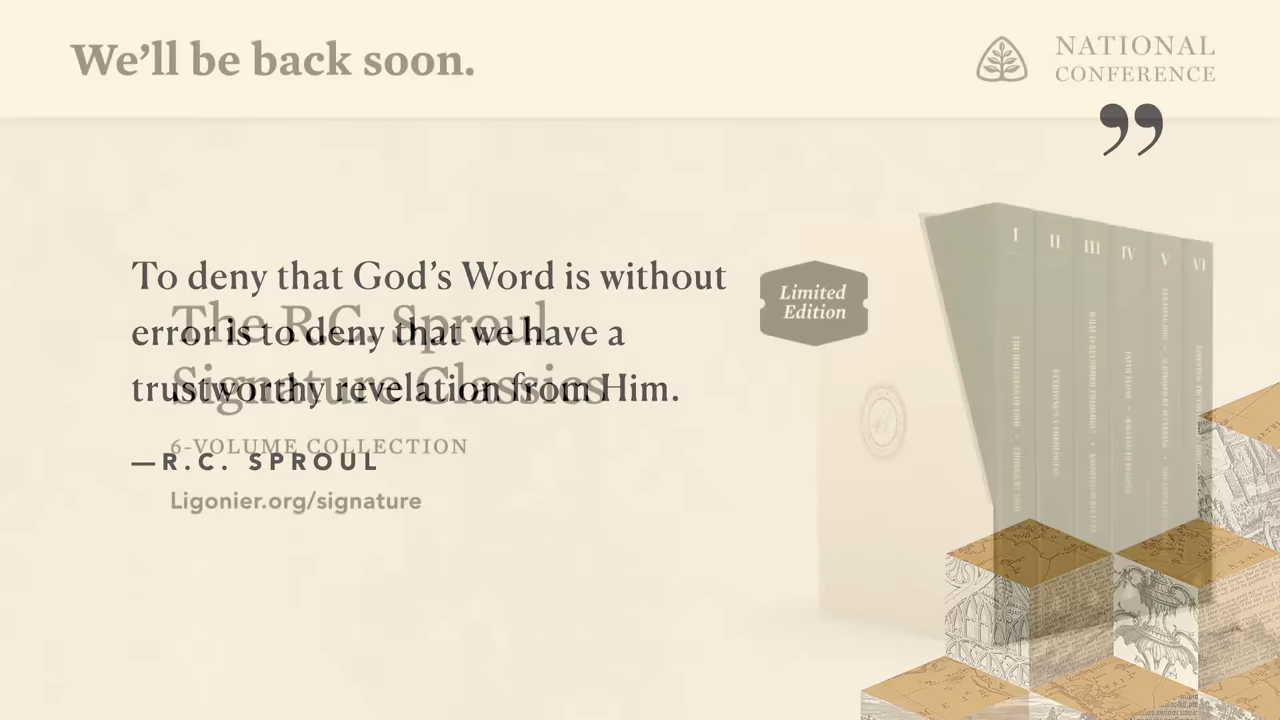 We’ll be back soon.
NATIONAL
CONFERENCE
”
To deny that God’s Word is without
error is to deny that we have a
trustworthy revelation from Him.
—R.C. SPROUL
The R.C. Sproul
Signature Classics
6-VOLUME COLLECTION
Ligonier.org/signature
Limited
Edition
I
II
III
IV
V
VI